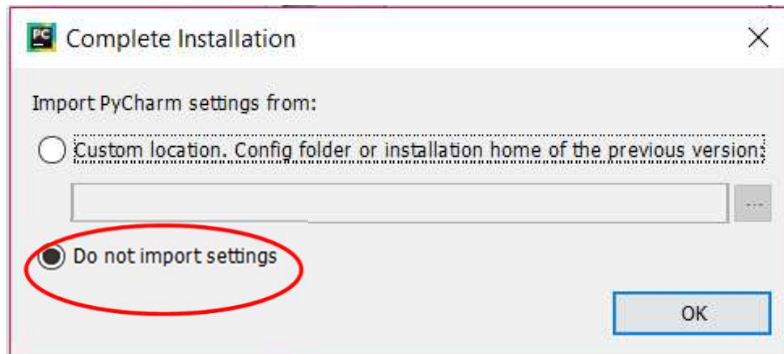 PC Complete Installation
Import PyCharm settings from:
Custom location. Config folder or installation home of the previous version:
...
Do not import settings
OK